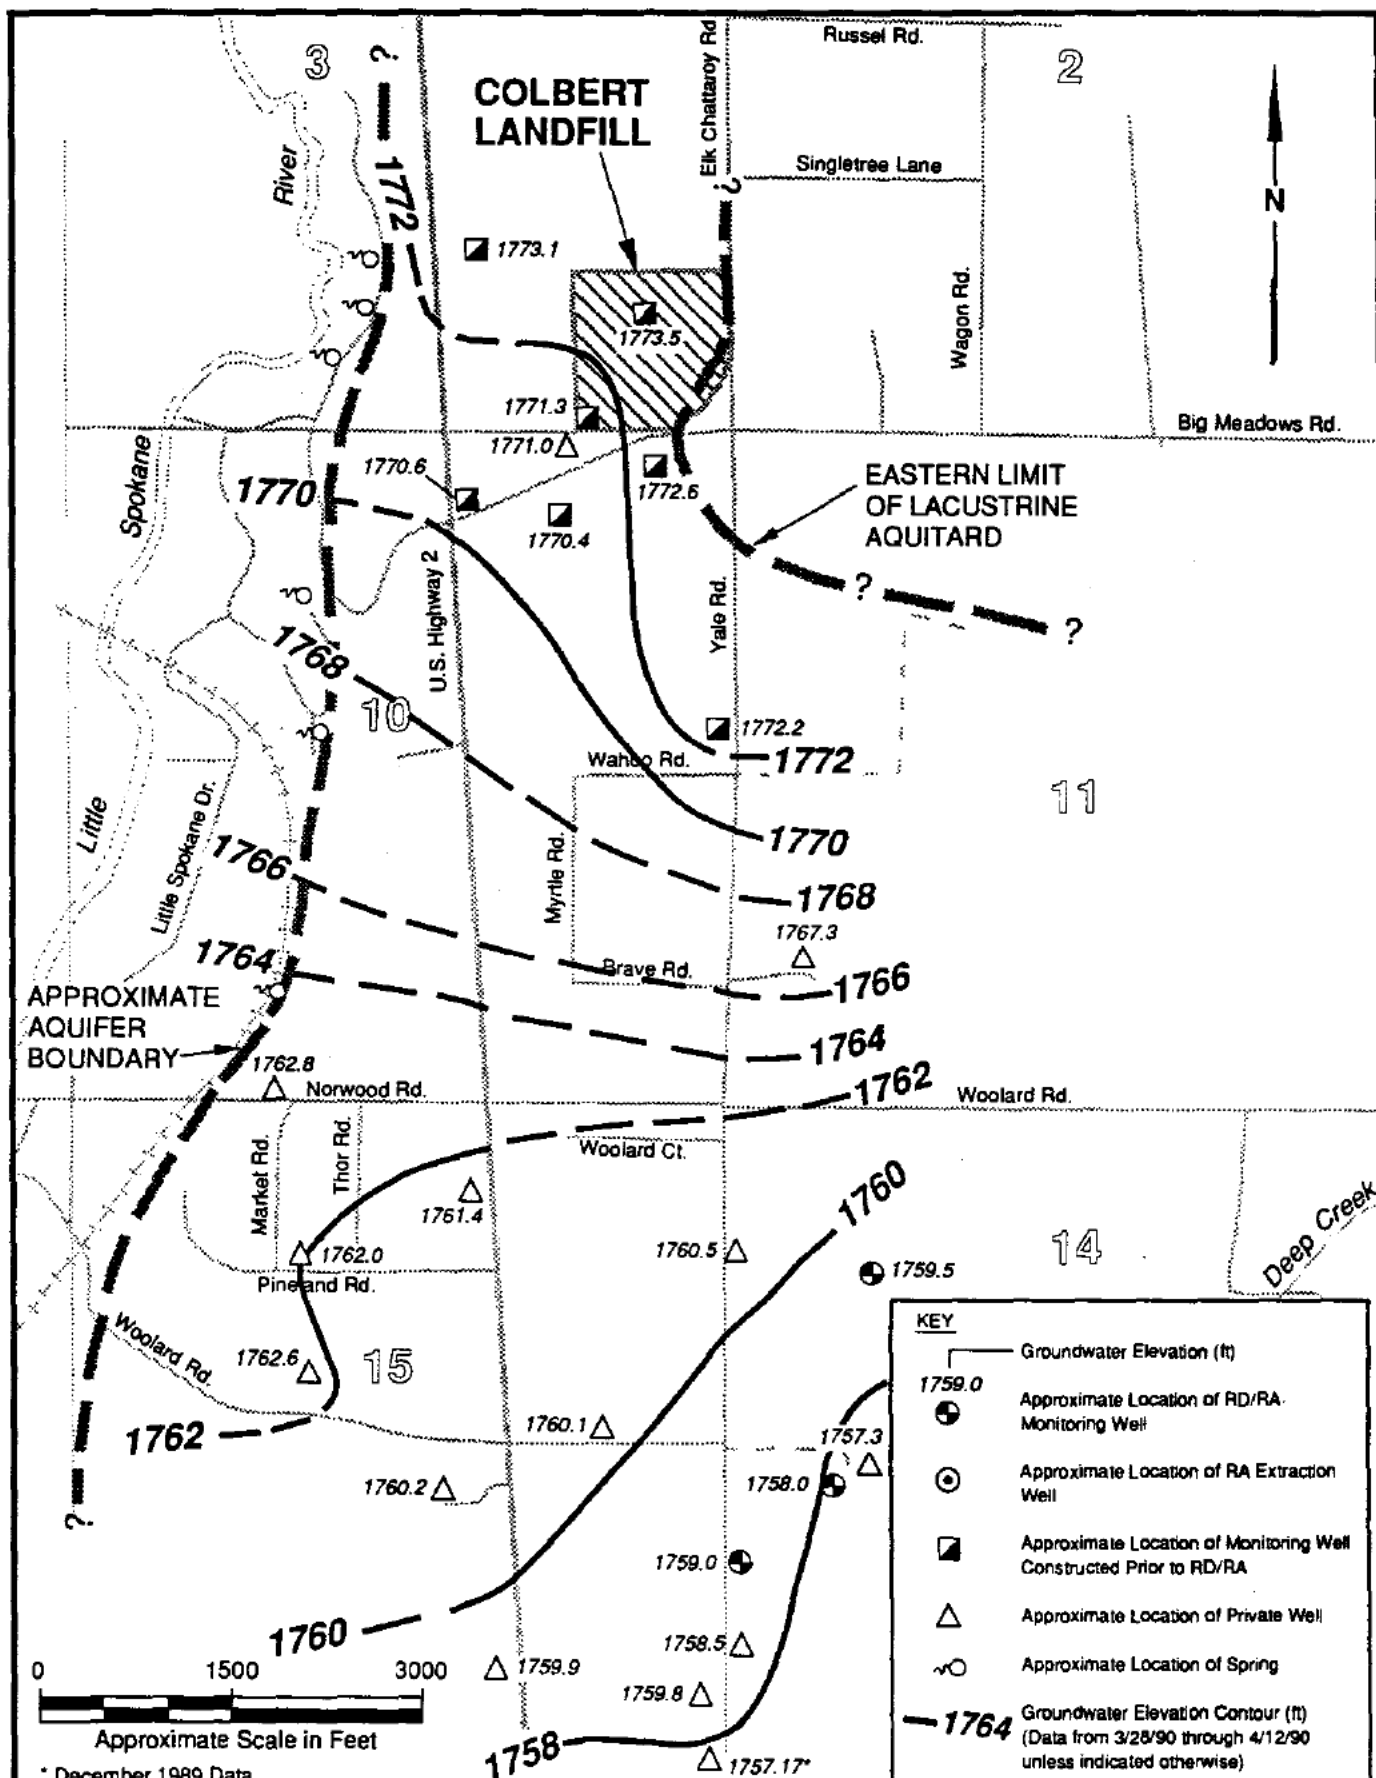 3
?
COLBERT
LANDFILL
Elk Chattaroy Rd
Russel Rd.
2
Singletree Lane
River
1772
?
N
1773.1
1773.5
Wagon Rd.
1771.3
1771.0
Big Meadows Rd.
Spokane
1770.6
1770
1772.6
1770.4
EASTERN LIMIT
OF LACUSTRINE
AQUITARD
?
?
U.S. Highway 2
Yale Rd.
1768
10
1772.2
Wahoo Rd.
1772
11
Little
Little Spokane Dr.
1770
1766
Myrtle Rd.
1768
1767.3
1764
Brave Rd.
1766
APPROXIMATE
AQUIFER
BOUNDARY
1764
1762.8
Norwood Rd.
1762
Woolard Rd.
Market Rd.
Thor Rd.
Woolard Ct.
1761.4
1760
1762.0
1760.5
14
Deep Creek
Pineland Rd.
1759.5
Woolard Rd.
1762.6
15
1762
1760.1
1757.3
1760.2
1758.0
?
1759.0
1760
1758.5
1759.9
1759.8
1758
1757.17*
KEY
Groundwater Elevation (ft)
1759.0
Approximate Location of RD/RA
Monitoring Well
Approximate Location of RA Extraction
Well
Approximate Location of Monitoring Well
Constructed Prior to RD/RA
Approximate Location of Private Well
Approximate Location of Spring
1764
Groundwater Elevation Contour (ft)
(Data from 3/28/90 through 4/12/90
unless indicated otherwise)
0 1500 3000
Approximate Scale in Feet
* December 1989 Data